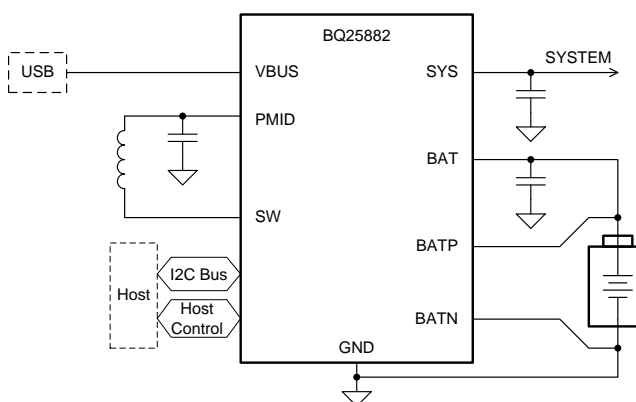 BQ25882
USB
VBUS
SYS
SYSTEM
PMID
BAT
SW
BATP
Host
I2C Bus
Host
Control
BATN
GND